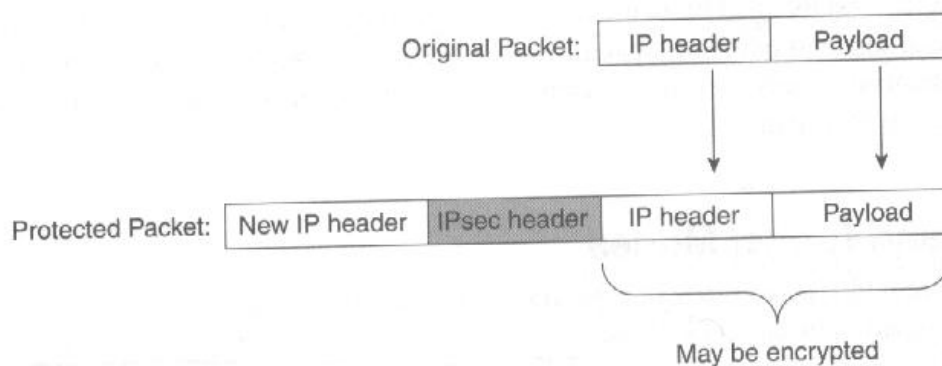 Original Packet: IP header Payload
Protected Packet: New IP header IPsec header IP header Payload
May be encrypted